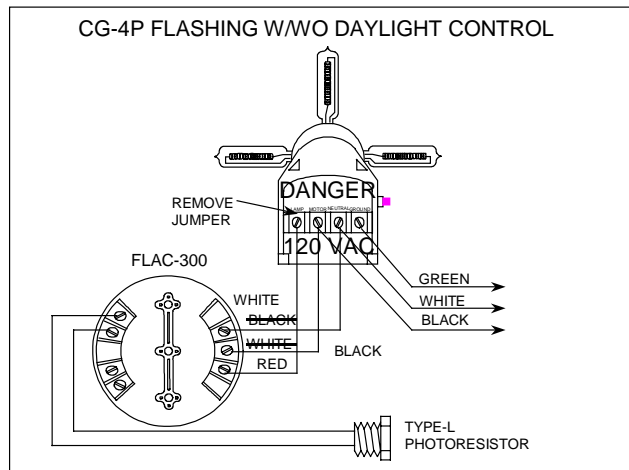 CG-4P FLASHING W/WO DAYLIGHT CONTROL
DANGER
REMOVE
JUMPER
LAMP MOTOR NEUTRAL GROUND
120 VAC
FLAC-300
GREEN
WHITE
BLACK
WHITE
BLACK
WHITE
BLACK
RED
TYPE-L
PHOTORESISTOR